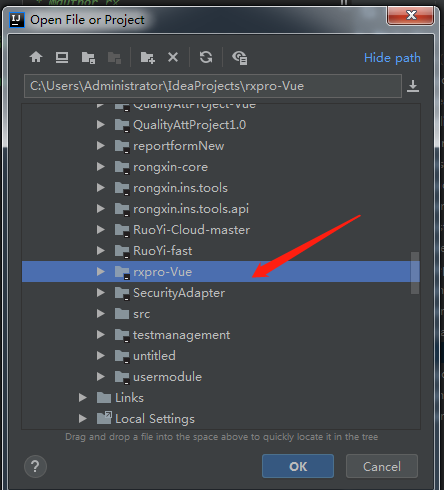 * @author cx
IJ Open File or Project
Hide path
C:\Users\Administrator\IdeaProjects\rxpro-Vue
QualityAttProject-Vue
QualityAttProject1.0
reportformNew
rongxin-core
rongxin.ins.tools
rongxin.ins.tools.api
RuoYi-Cloud-master
RuoYi-fast
rxpro-Vue
SecurityAdapter
src
testmanagement
untitled
usermodule
Links
Local Settings
Drag and drop a file into the space above to quickly locate it in the tree
?
OK
Cancel